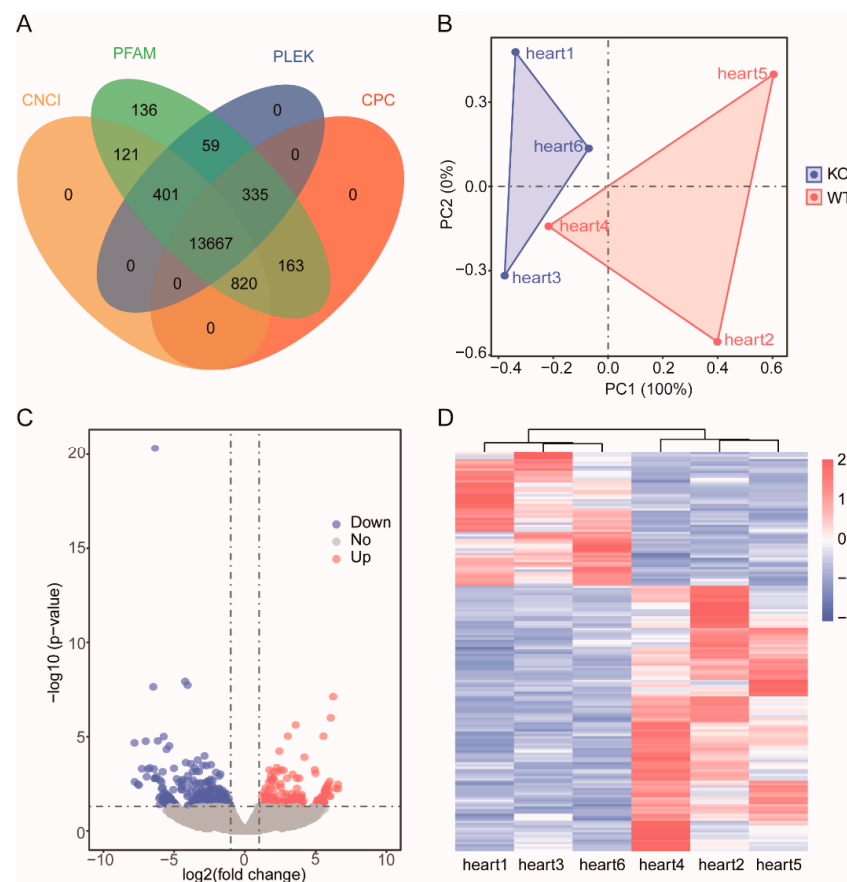 A
PFAM
PLEK
CNCI
CPC
136
0
121
59
0
0
401
335
0
13667
0
0
820
163
0
B
heart1
heart5
0.3
heart6
KO
0.0
WT
heart4
−0.3
heart3
heart2
−0.6
−0.4
−0.2
0.0
0.2
0.4
0.6
PC2 (0%)
PC1 (100%)
C
20
15
10
5
0
Down
No
Up
−log10 (p−value)
−10
−5
0
5
10
log2(fold change)
D
2
1
0
−
−
heart1
heart3
heart6
heart4
heart2
heart5